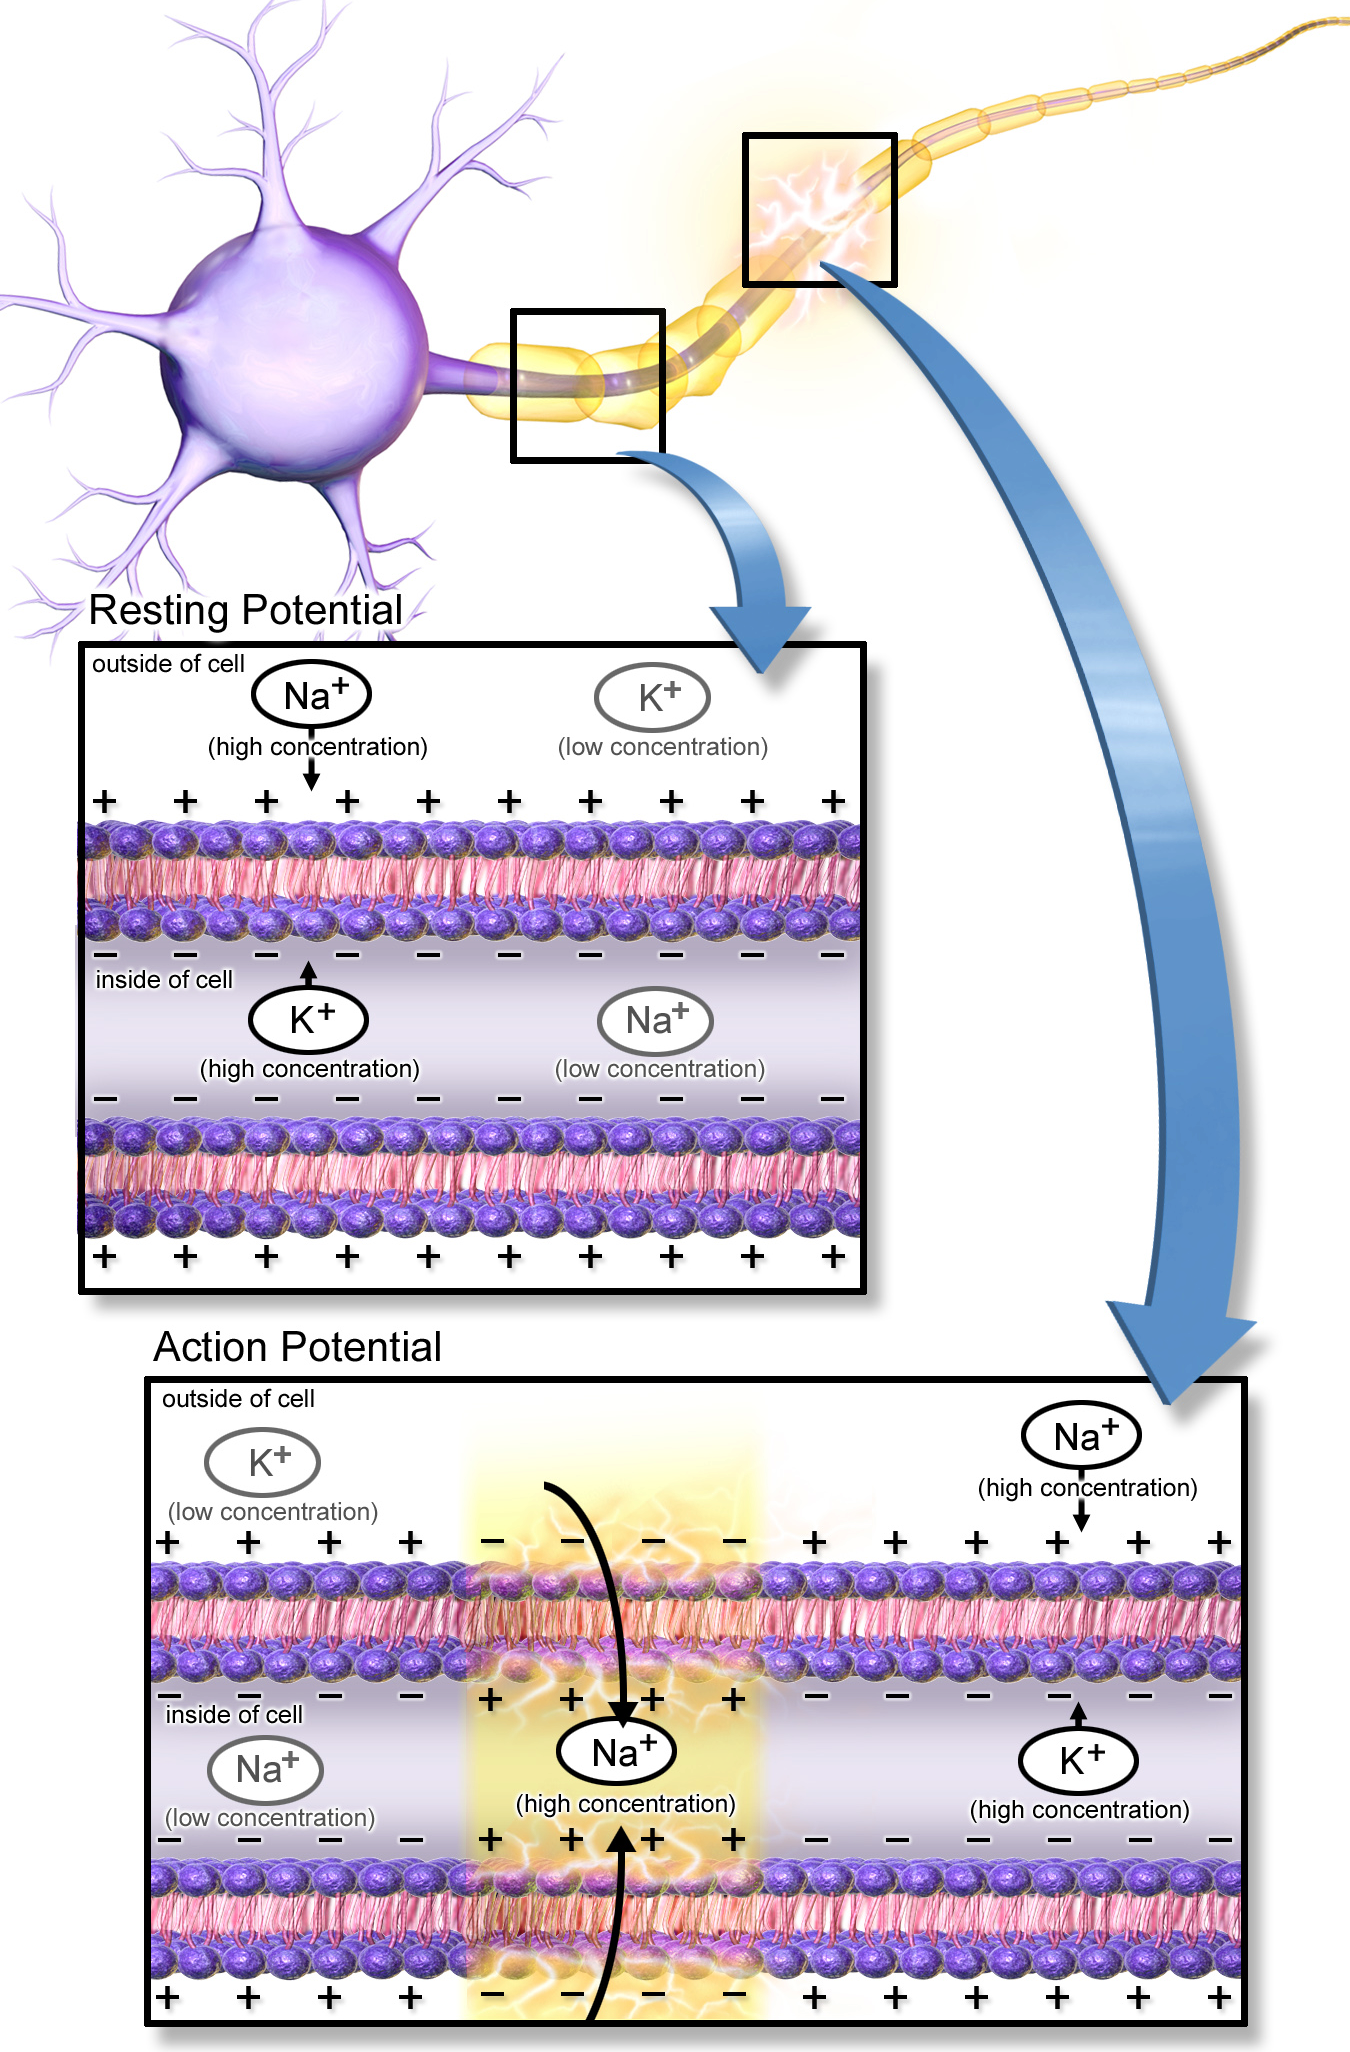 Resting Potential
outside of cell
Na+ K+
(high concentration) (low concentration)
+ + + + + + + + + +
− − − − − − − − − −
inside of cell
K+ Na+
(high concentration) (low concentration)
− − − − − − − − − −
+ + + + + + + + + +
Action Potential
outside of cell
Na+
K+
(high concentration)
(low concentration)
+ + + + − − − − + + + + + +
− − − − + + + + − − − − − −
inside of cell
Na+ Na+ K+
(low concentration) (high concentration) (high concentration)
− − − − + + + + − − − − − −
+ + + + − − − − + + + + + +